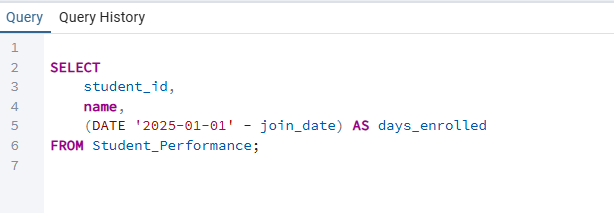 Query Query History
1
2 SELECT
3 student_id,
4 name,
5 (DATE '2025-01-01' - join_date) AS days_enrolled
6 FROM Student_Performance;
7